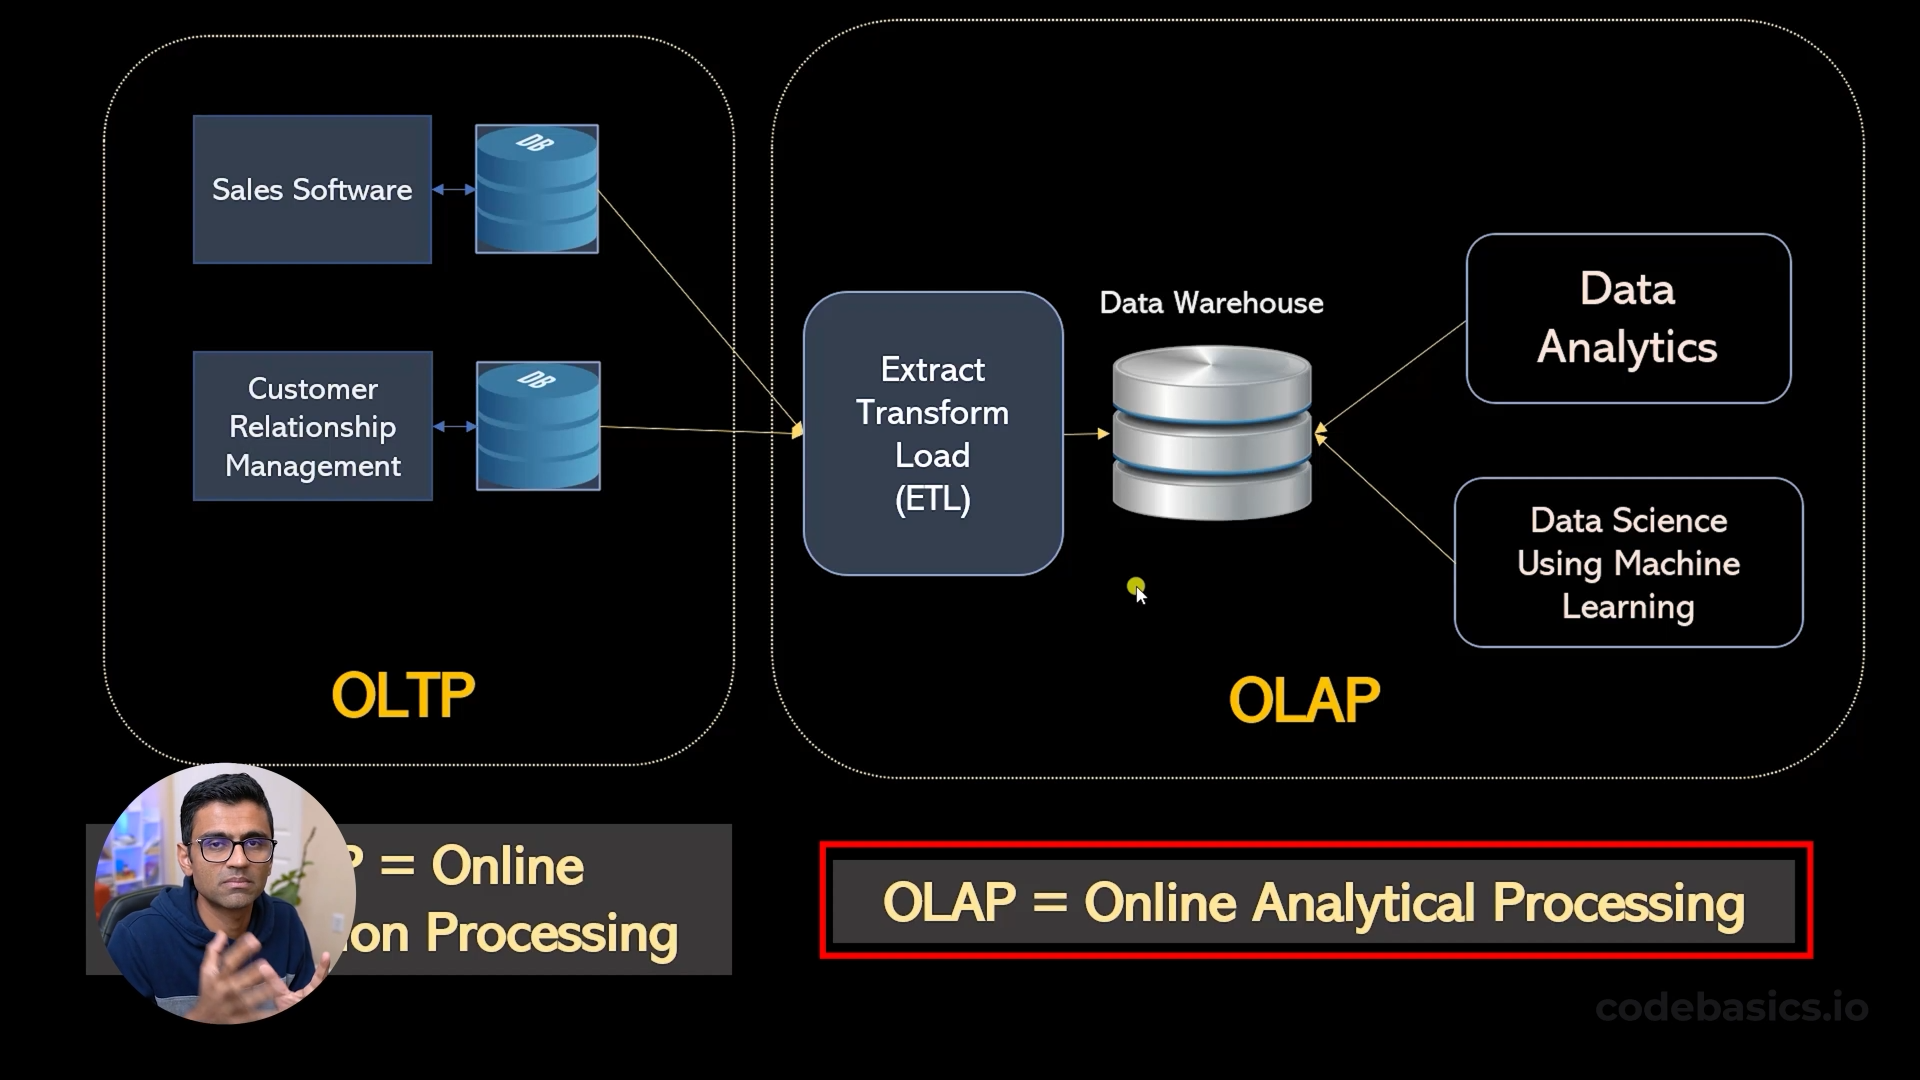 Sales Software
DB
Customer
Relationship
Management
DB
OLTP
Extract
Transform
Load
(ETL)
Data Warehouse
Data
Analytics
Data Science
Using Machine
Learning
OLAP
= Online
Processing
OLAP = Online Analytical Processing
codebasics.io